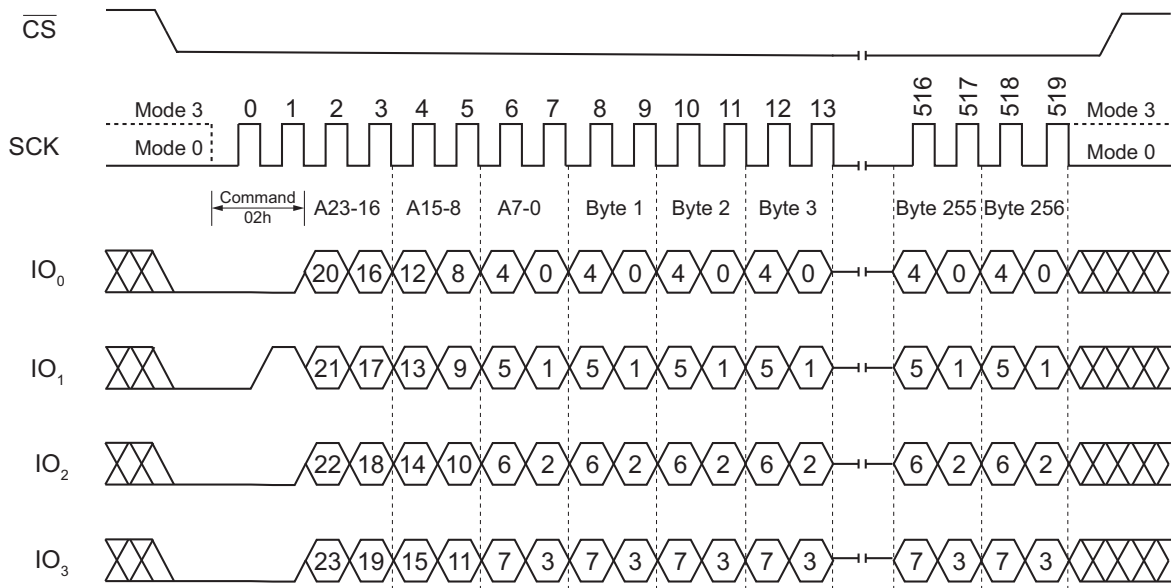 CS
0 1 2 3 4 5 6 7 8 9 10 11 12 13 516 517 518 519
Mode 3 Mode 3
SCK
Mode 0 Mode 0
Command
02h
A23-16 A15-8 A7-0 Byte 1 Byte 2 Byte 3 Byte 255 Byte 256
IO0 20 16 12 8 4 0 4 0 4 0 4 0 4 0 4 0
IO1 21 17 13 9 5 1 5 1 5 1 5 1 5 1 5 1
IO2 22 18 14 10 6 2 6 2 6 2 6 2 6 2 6 2
IO3 23 19 15 11 7 3 7 3 7 3 7 3 7 3 7 3